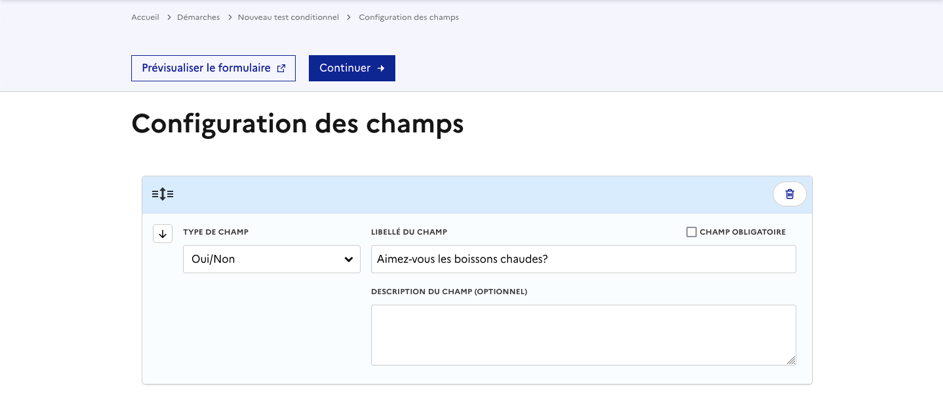 Accueil > Démarches > Nouveau test conditionnel > Configuration des champs
Prévisualiser le formulaire Continuer
Configuration des champs
TYPE DE CHAMP LIBELLÉ DU CHAMP CHAMP OBLIGATOIRE
Oui/Non Aimez-vous les boissons chaudes?
DESCRIPTION DU CHAMP (OPTIONNEL)